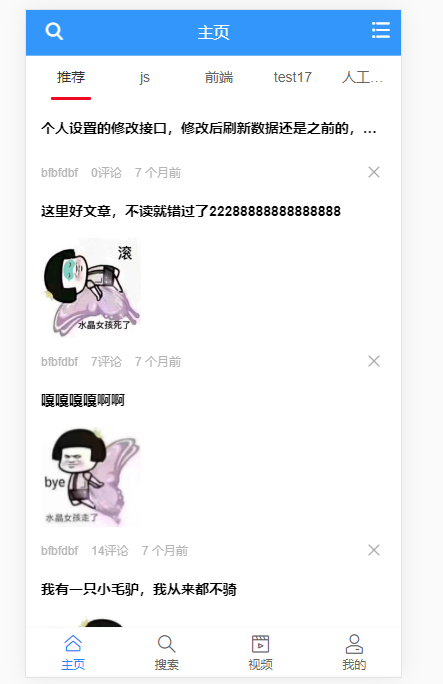 主页
推荐 js 前端 test17 人工...
个人设置的修改接口，修改后刷新数据还是之前的，...
bfbfdbf 0评论 7 个月前
这里好文章，不读就错过了22288888888888888
滚
水晶女孩死了
bfbfdbf 7评论 7 个月前
嘎嘎嘎嘎啊啊
bye
水晶女孩走了
bfbfdbf 14评论 7 个月前
我有一只小毛驴，我从来都不骑
主页 搜索 视频 我的